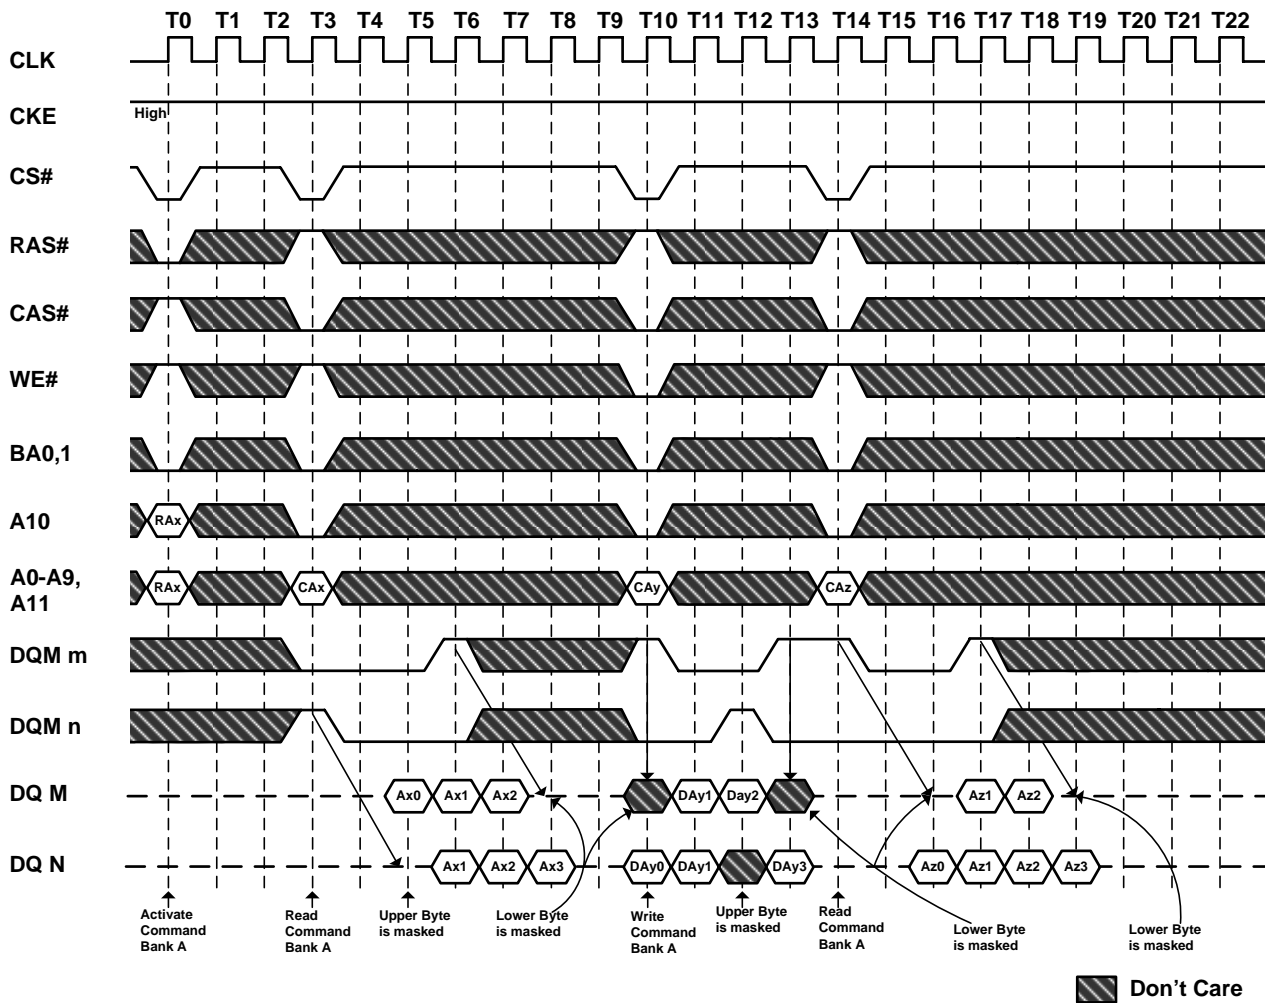 T0 T1 T2 T3 T4 T5 T6 T7 T8 T9 T10 T11 T12 T13 T14 T15 T16 T17 T18 T19 T20 T21 T22
CLK
CKE
High
CS#
RAS#
CAS#
WE#
BA0,1
A10
RAx
A0-A9,
A11
RAx CAx CAy CAz
DQM m
DQM n
DQ M
Ax0 Ax1 Ax2 DAy1 Day2 Az1 Az2
DQ N
Ax1 Ax2 Ax3 DAy0 DAy1 DAy3 Az0 Az1 Az2 Az3
Activate
Command
Bank A
Read
Command
Bank A
Upper Byte
is masked
Lower Byte
is masked
Write
Command
Bank A
Upper Byte
is masked
Read
Command
Bank A
Lower Byte
is masked
Lower Byte
is masked
Don't Care